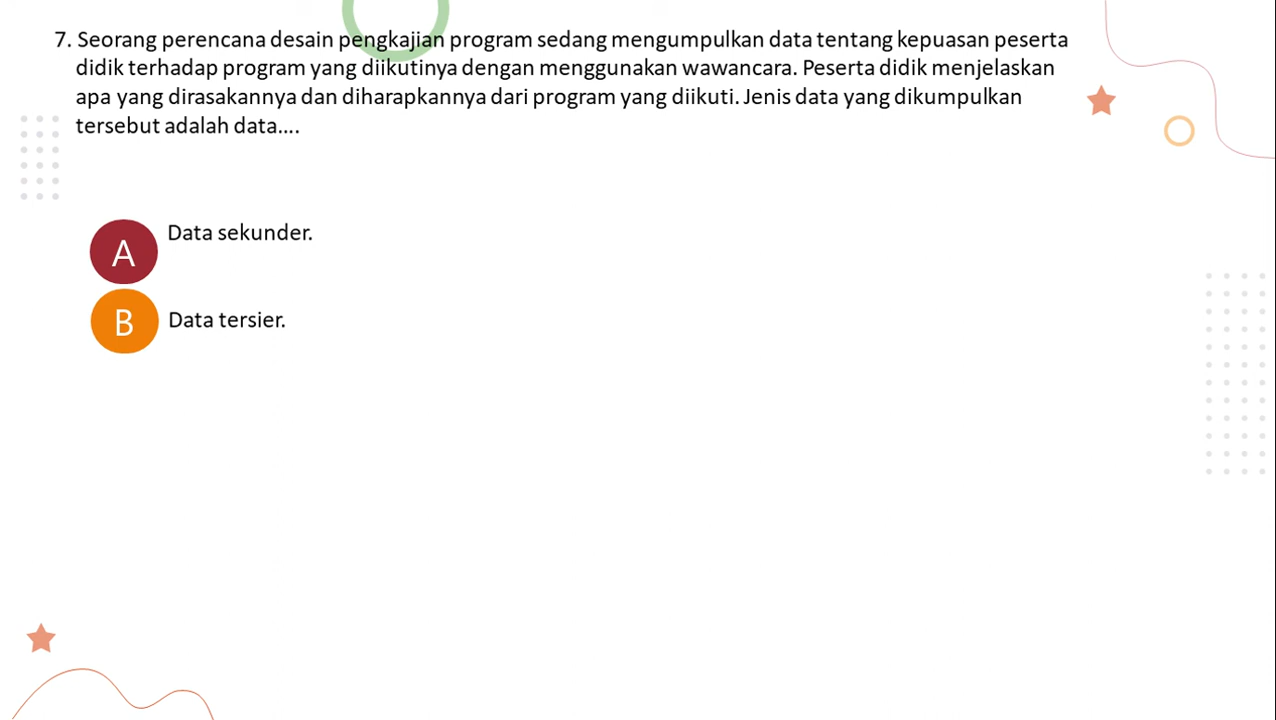 7. Seorang perencana desain pengkajian program sedang mengumpulkan data tentang kepuasan peserta
didik terhadap program yang diikutinya dengan menggunakan wawancara. Peserta didik menjelaskan
apa yang dirasakannya dan diharapkannya dari program yang diikuti. Jenis data yang dikumpulkan
tersebut adalah data....
A Data sekunder.
B Data tersier.